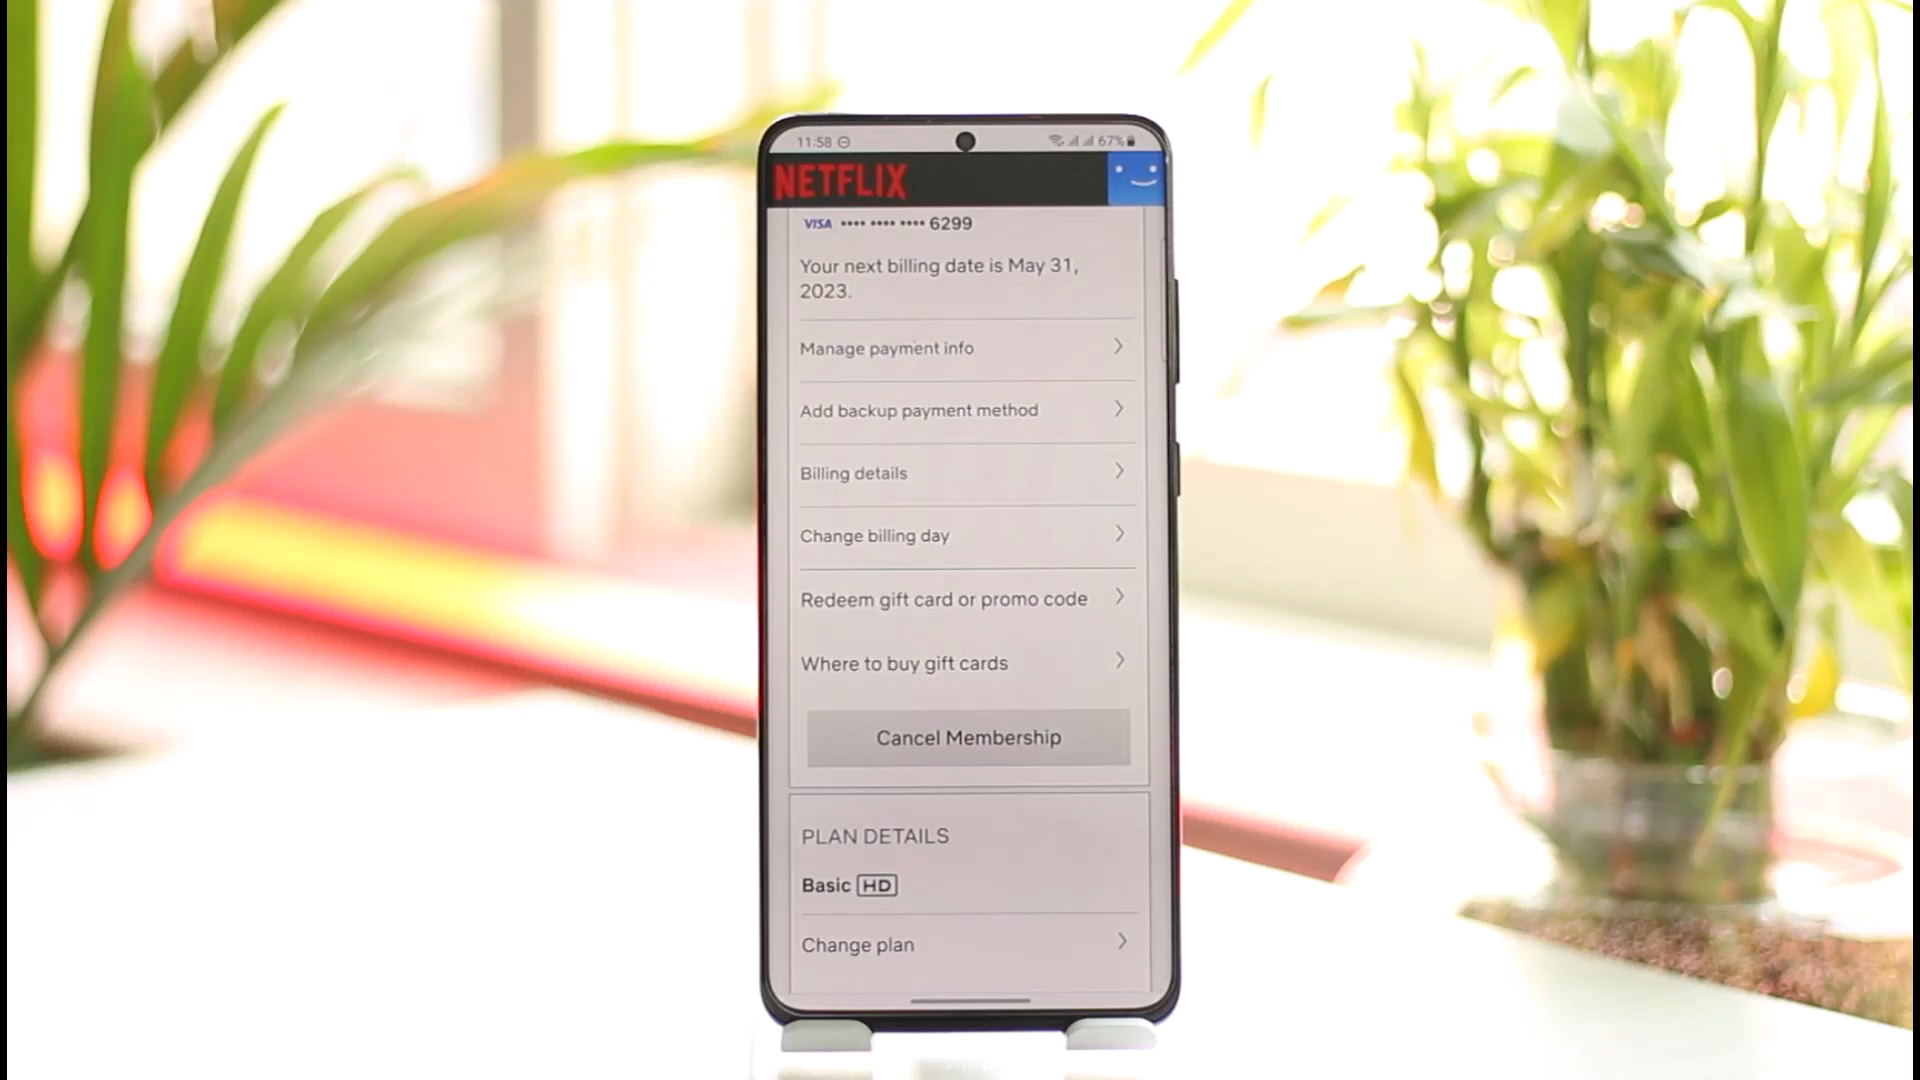 11:58
67%
NETFLIX
VISA •••• •••• •••• 6299
Your next billing date is May 31,
2023.
Manage payment info
Add backup payment method
Billing details
Change billing day
Redeem gift card or promo code
Where to buy gift cards
Cancel Membership
PLAN DETAILS
Basic HD
Change plan